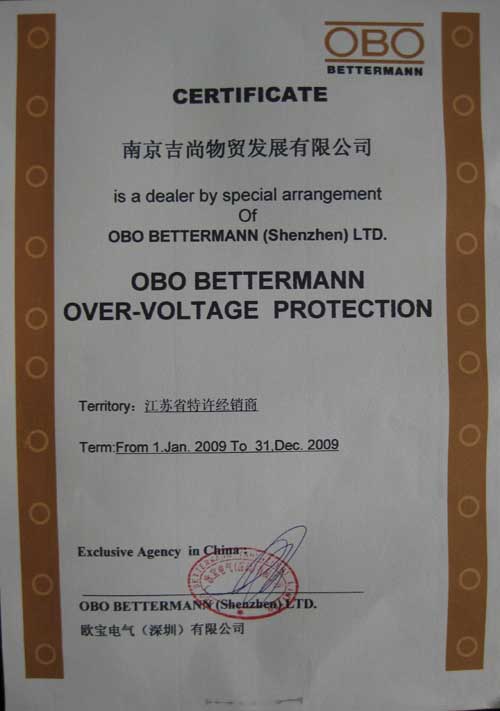 OBO
BETTERMANN
CERTIFICATE
南京吉尚物贸发展有限公司
is a dealer by special arrangement
Of
OBO BETTERMANN (Shenzhen) LTD.
OBO BETTERMANN
OVER-VOLTAGE PROTECTION
Territory：江苏省特许经销商
Term:From 1.Jan. 2009 To 31,Dec. 2009
Exclusive Agency in China :
OBO BETTERMANN (Shenzhen) LTD.
欧宝电气（深圳）有限公司